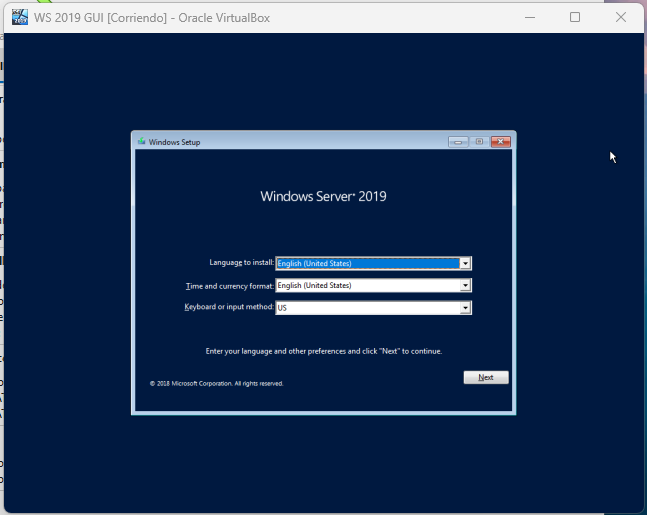 WS 2019 GUI [Corriendo] - Oracle VirtualBox
Windows Setup
Windows Server® 2019
Language to install: English (United States)
Time and currency format: English (United States)
Keyboard or input method: US
Enter your language and other preferences and click "Next" to continue.
© 2018 Microsoft Corporation. All rights reserved.
Next